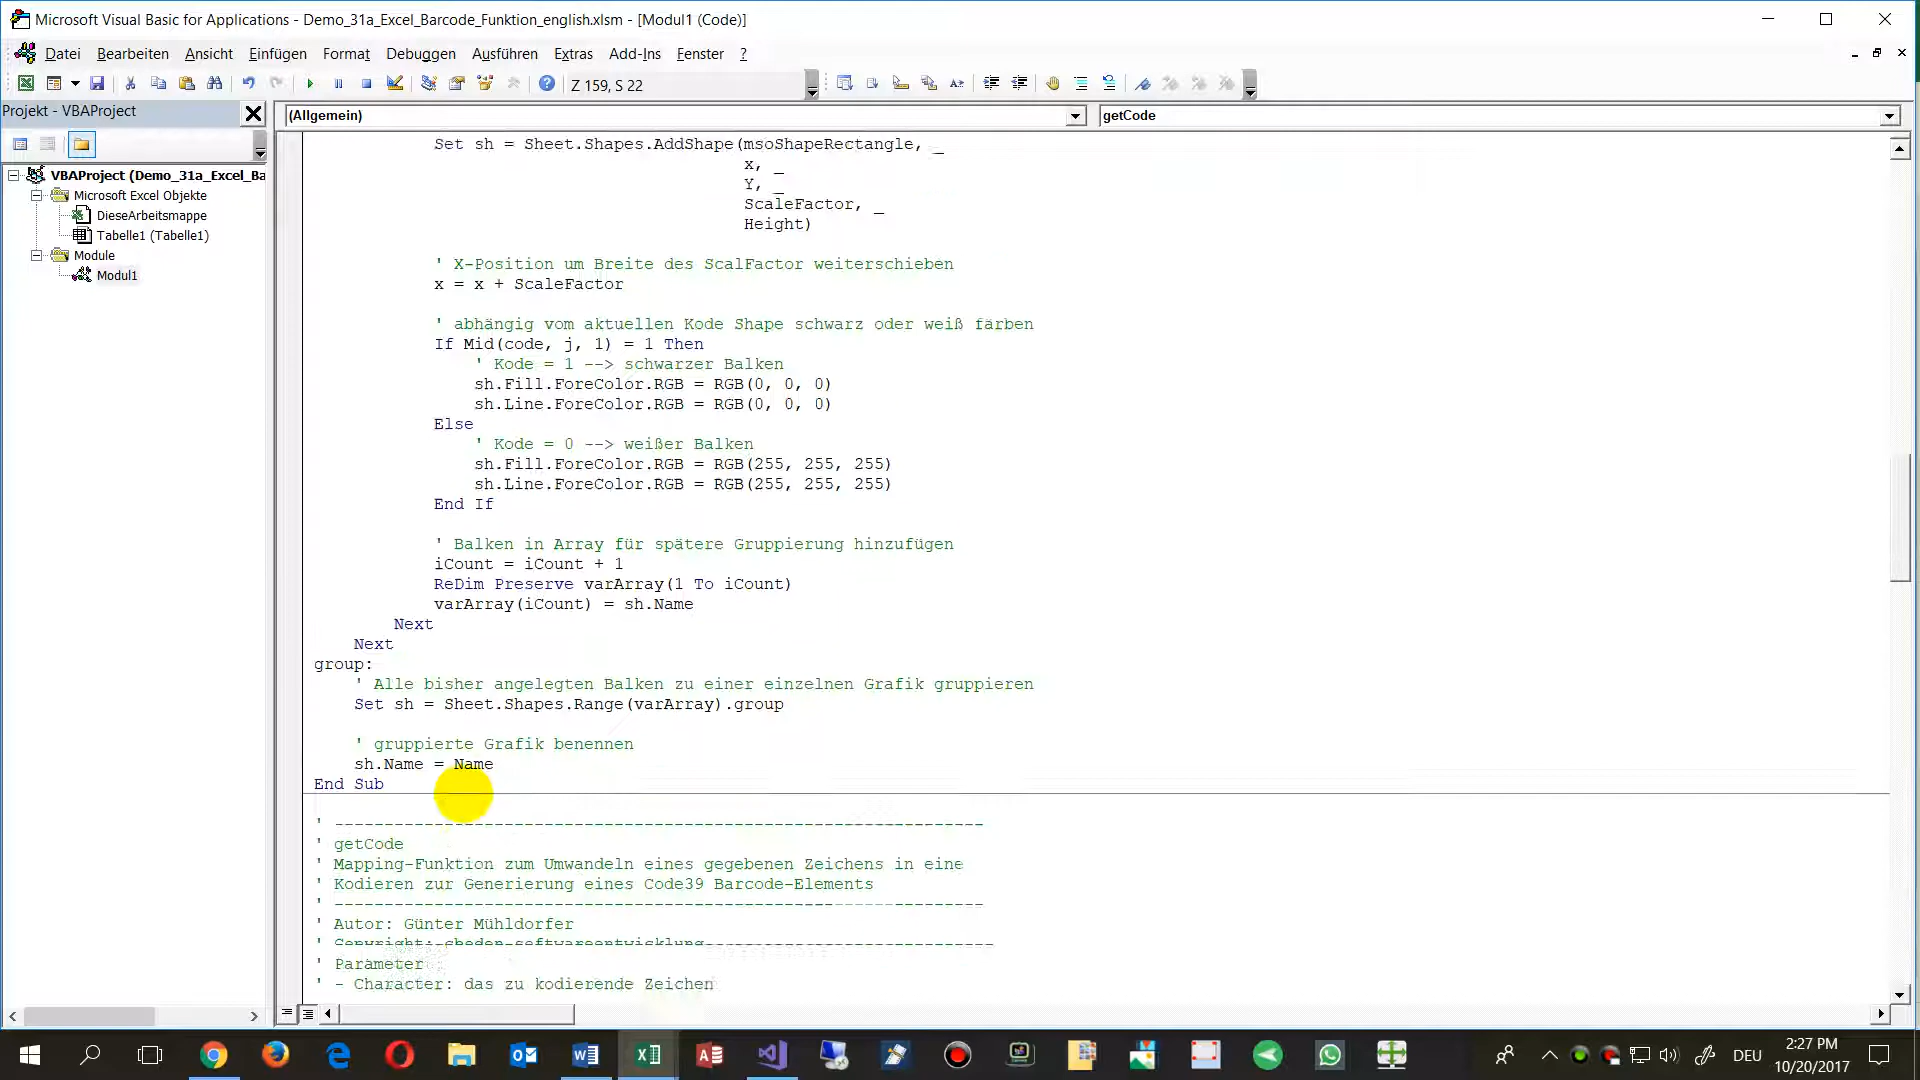 Microsoft Visual Basic for Applications - Demo_31a_Excel_Barcode_Funktion_english.xlsm - [Modul1 (Code)]
Datei Bearbeiten Ansicht Einfügen Format Debuggen Ausführen Extras Add-Ins Fenster ?
Z 159, S 22
Projekt - VBAProject
(Allgemein)
getCode
VBAProject (Demo_31a_Excel_Ba
Microsoft Excel Objekte
DieseArbeitsmappe
Tabelle1 (Tabelle1)
Module
Modul1
Set sh = Sheet.Shapes.AddShape(msoShapeRectangle, _
x, _
Y, _
ScaleFactor, _
Height)
' X-Position um Breite des ScalFactor weiterschieben
x = x + ScaleFactor
' abhängig vom aktuellen Kode Shape schwarz oder weiß färben
If Mid(code, j, 1) = 1 Then
' Kode = 1 --> schwarzer Balken
sh.Fill.ForeColor.RGB = RGB(0, 0, 0)
sh.Line.ForeColor.RGB = RGB(0, 0, 0)
Else
' Kode = 0 --> weißer Balken
sh.Fill.ForeColor.RGB = RGB(255, 255, 255)
sh.Line.ForeColor.RGB = RGB(255, 255, 255)
End If
' Balken in Array für spätere Gruppierung hinzufügen
iCount = iCount + 1
ReDim Preserve varArray(1 To iCount)
varArray(iCount) = sh.Name
Next
Next
group:
' Alle bisher angelegten Balken zu einer einzelnen Grafik gruppieren
Set sh = Sheet.Shapes.Range(varArray).group
' gruppierte Grafik benennen
sh.Name = Name
End Sub
' -----------------------------------------------------------------
' getCode
' Mapping-Funktion zum Umwandeln eines gegebenen Zeichens in eine
' Kodieren zur Generierung eines Code39 Barcode-Elements
' -----------------------------------------------------------------
' Autor: Günter Mühldorfer
' Parameter
' - Character: das zu kodierende Zeichen
DEU
2:27 PM
10/20/2017